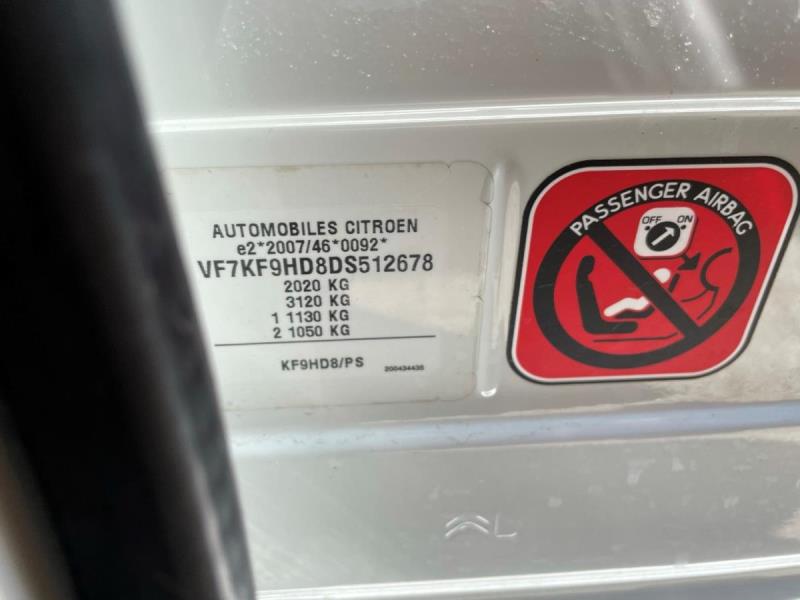 AUTOMOBILES CITROEN
e2*2007/46*0092*
VF7KF9HD8DS512678
2020 KG
3120 KG
1 1130 KG
2 1050 KG
KF9HD8/PS 200434435
PASSENGER AIRBAG
OFF ON
L